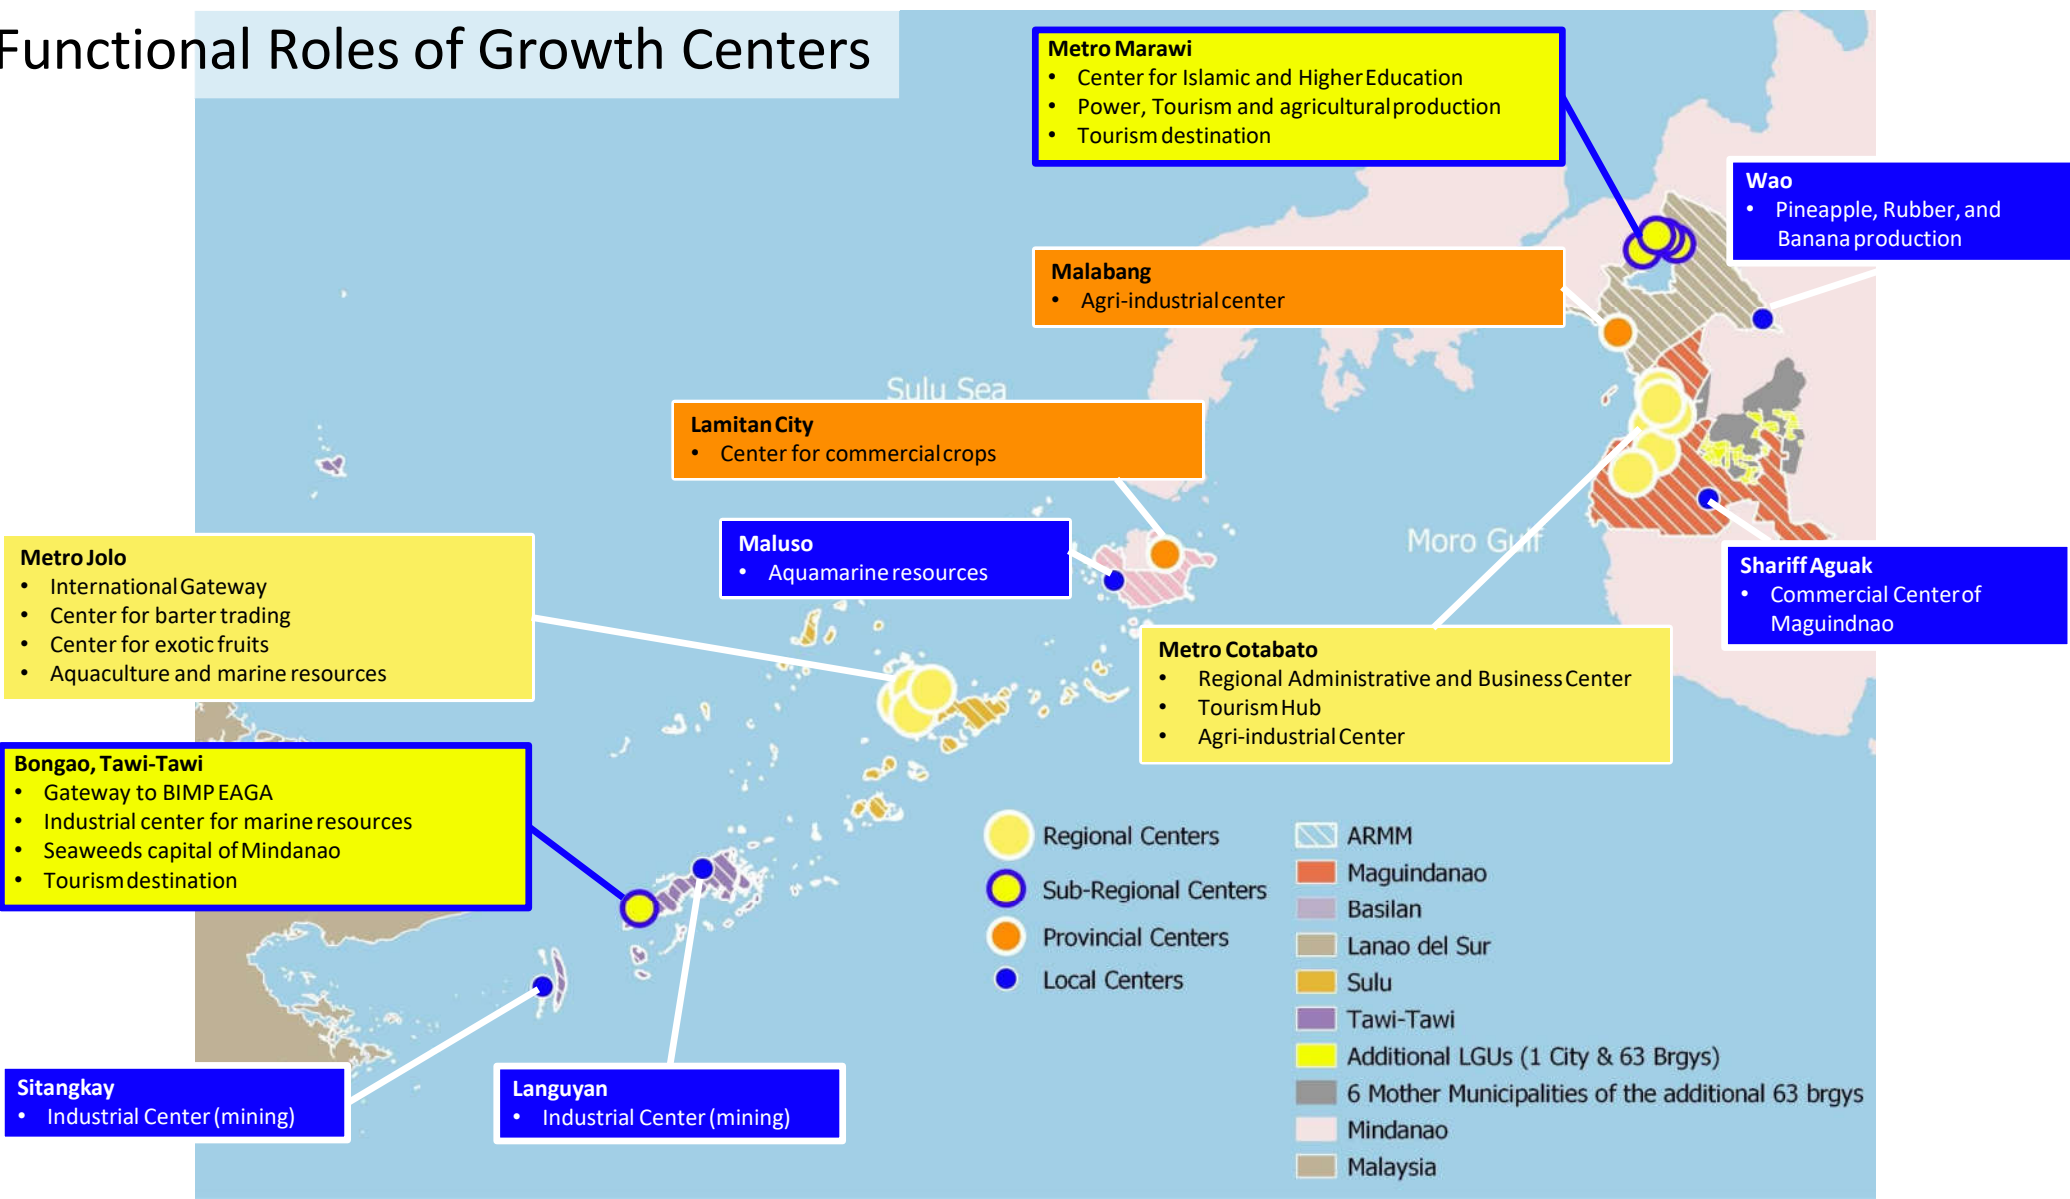 Functional Roles of Growth Centers
Metro Marawi
• Center for Islamic and Higher Education
• Power, Tourism and agricultural production
• Tourism destination
Wao
• Pineapple, Rubber, and
Banana production
Malabang
• Agri-industrial center
Sulu Sea
Lamitan City
• Center for commercial crops
Maluso
• Aquamarine resources
Moro Gulf
Shariff Aguak
• Commercial Center of
Maguindnao
Metro Jolo
• International Gateway
• Center for barter trading
• Center for exotic fruits
• Aquaculture and marine resources
Metro Cotabato
• Regional Administrative and Business Center
• Tourism Hub
• Agri-industrial Center
Bongao, Tawi-Tawi
• Gateway to BIMP EAGA
• Industrial center for marine resources
• Seaweeds capital of Mindanao
• Tourism destination
Sitangkay
• Industrial Center (mining)
Languyan
• Industrial Center (mining)
Regional Centers
Sub-Regional Centers
Provincial Centers
Local Centers
ARMM
Maguindanao
Basilan
Lanao del Sur
Sulu
Tawi-Tawi
Additional LGUs (1 City & 63 Brgys)
6 Mother Municipalities of the additional 63 brgys
Mindanao
Malaysia